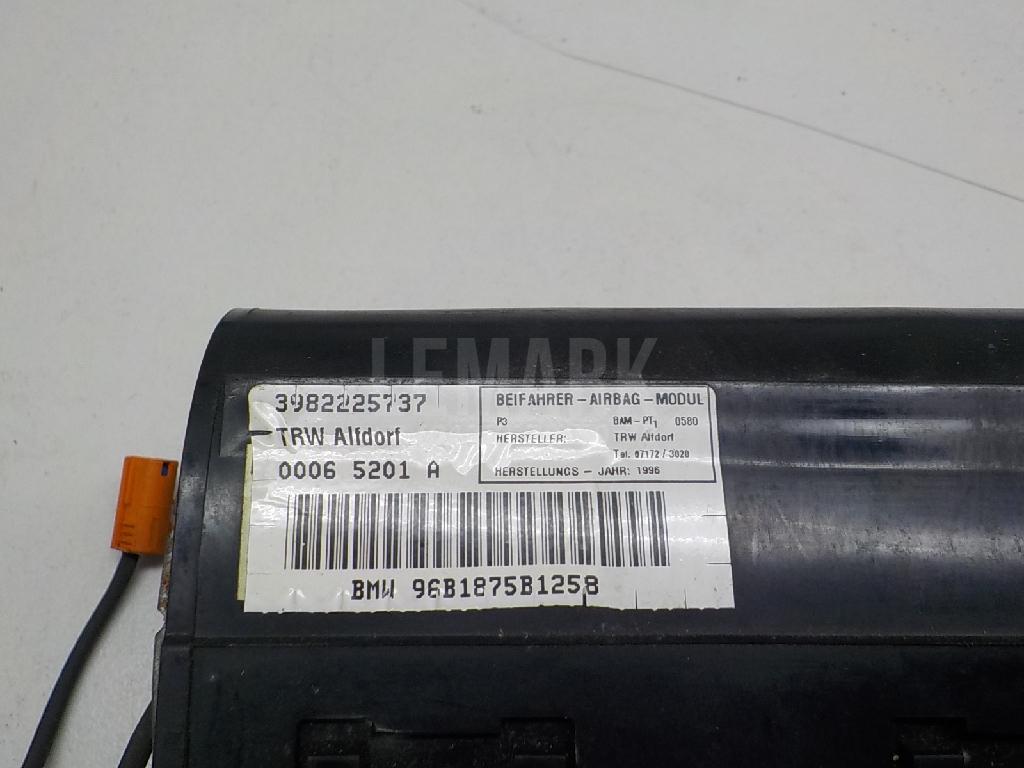 LEMARK
3982225737
TRW Alfdorf
0006 5201 A
BEIFAHRER-AIRBAG-MODUL
P3 BAM-PT1 0580
HERSTELLER: TRW Alfdorf
Tel. 07172/3020
HERSTELLUNGS-JAHR: 1996
BMW 96B1875B1258